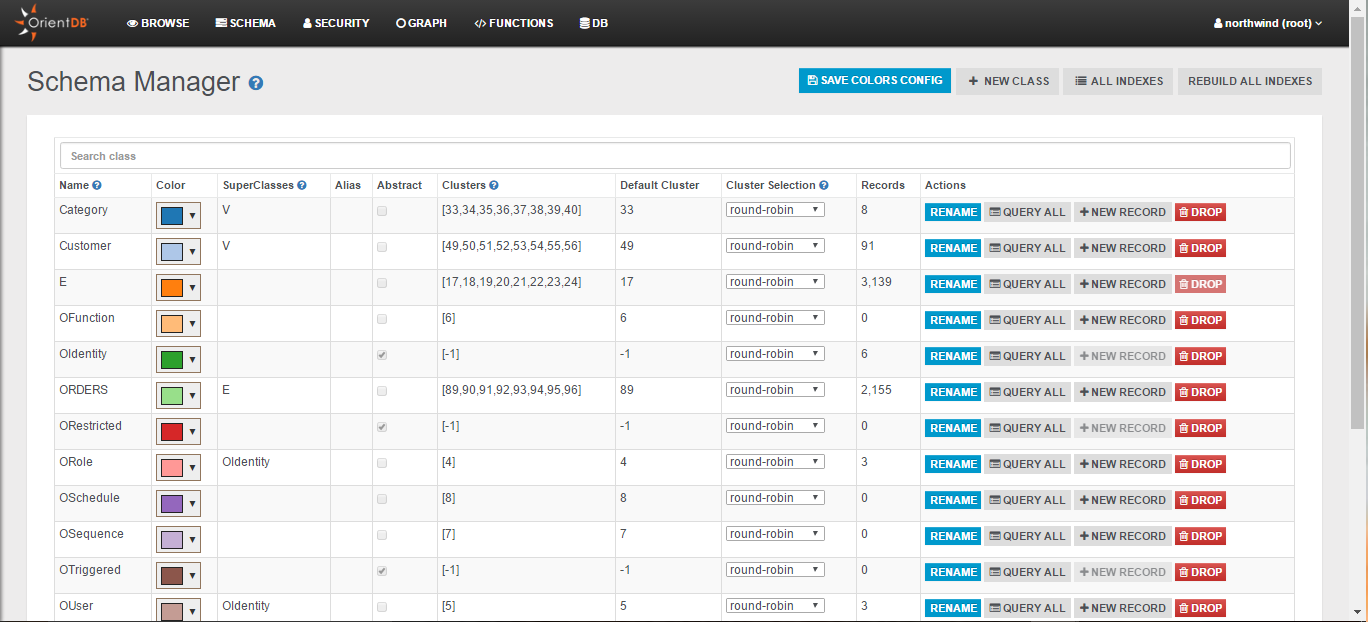 OrientDB BROWSE SCHEMA SECURITY GRAPH </> FUNCTIONS DB northwind (root)
Schema Manager ? SAVE COLORS CONFIG + NEW CLASS ALL INDEXES REBUILD ALL INDEXES
Search class
Name ? Color SuperClasses ? Alias Abstract Clusters ? Default Cluster Cluster Selection ? Records Actions
Category V [33,34,35,36,37,38,39,40] 33 round-robin 8 RENAME QUERY ALL + NEW RECORD DROP
Customer V [49,50,51,52,53,54,55,56] 49 round-robin 91 RENAME QUERY ALL + NEW RECORD DROP
E [17,18,19,20,21,22,23,24] 17 round-robin 3,139 RENAME QUERY ALL + NEW RECORD DROP
OFunction [6] 6 round-robin 0 RENAME QUERY ALL + NEW RECORD DROP
OIdentity [-1] -1 round-robin 6 RENAME QUERY ALL + NEW RECORD DROP
ORDERS E [89,90,91,92,93,94,95,96] 89 round-robin 2,155 RENAME QUERY ALL + NEW RECORD DROP
ORestricted [-1] -1 round-robin 0 RENAME QUERY ALL + NEW RECORD DROP
ORole OIdentity [4] 4 round-robin 3 RENAME QUERY ALL + NEW RECORD DROP
OSchedule [8] 8 round-robin 0 RENAME QUERY ALL + NEW RECORD DROP
OSequence [7] 7 round-robin 0 RENAME QUERY ALL + NEW RECORD DROP
OTriggered [-1] -1 round-robin 0 RENAME QUERY ALL + NEW RECORD DROP
OUser OIdentity [5] 5 round-robin 3 RENAME QUERY ALL + NEW RECORD DROP